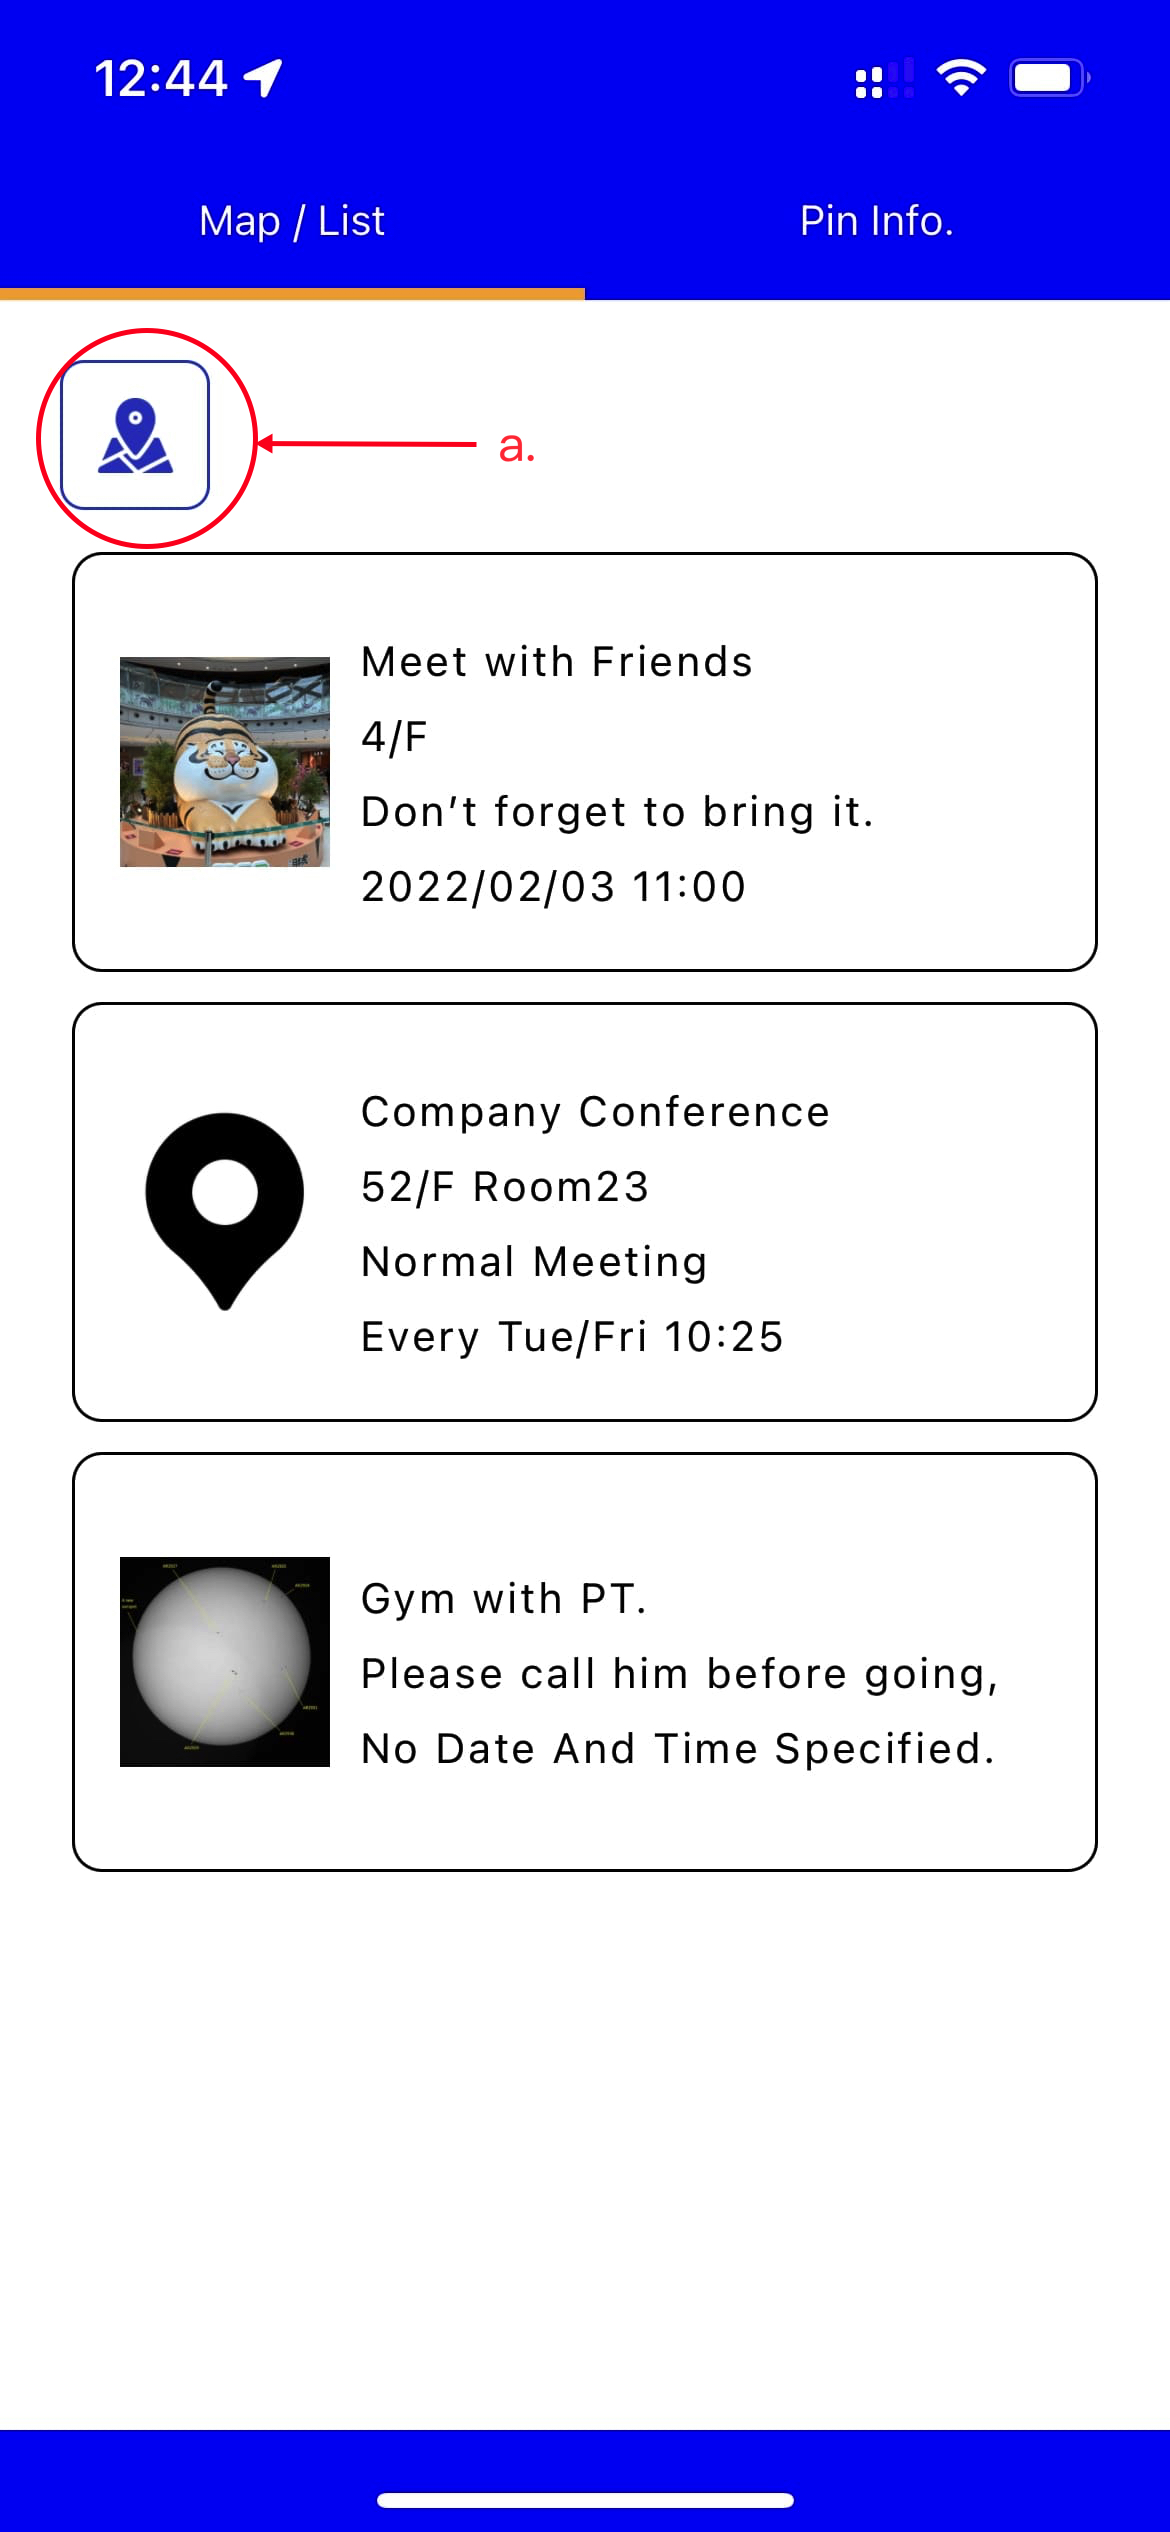 12:44
Map / List
Pin Info.
a.
Meet with Friends
4/F
Don't forget to bring it.
2022/02/03 11:00
Company Conference
52/F Room23
Normal Meeting
Every Tue/Fri 10:25
Gym with PT.
Please call him before going,
No Date And Time Specified.